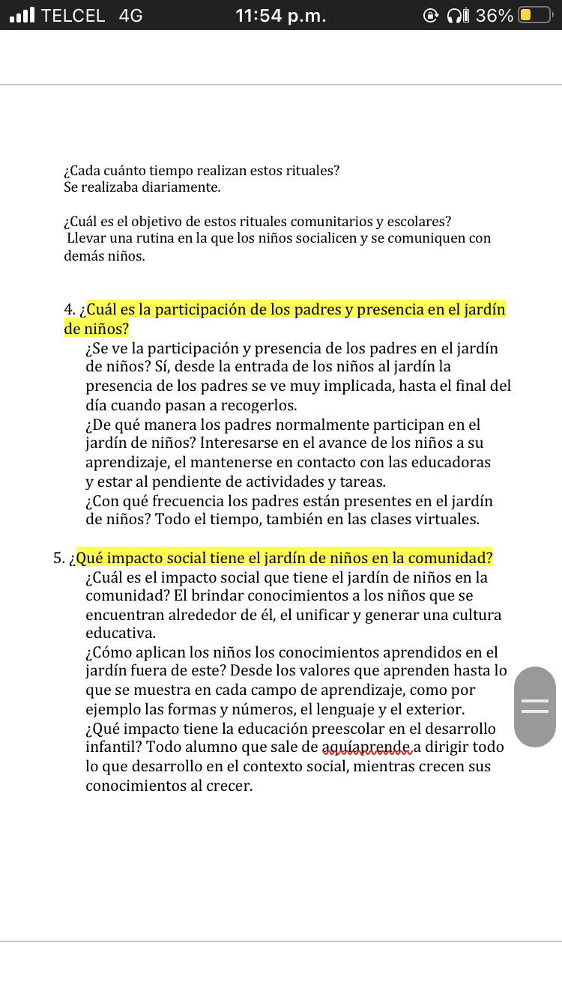 TELCEL 4G 11:54 p.m. 36%
¿Cada cuánto tiempo realizan estos rituales?
Se realizaba diariamente.
¿Cuál es el objetivo de estos rituales comunitarios y escolares?
Llevar una rutina en la que los niños socialicen y se comuniquen con
demás niños.
4. ¿Cuál es la participación de los padres y presencia en el jardín
de niños?
¿Se ve la participación y presencia de los padres en el jardín
de niños? Sí, desde la entrada de los niños al jardín la
presencia de los padres se ve muy implicada, hasta el final del
día cuando pasan a recogerlos.
¿De qué manera los padres normalmente participan en el
jardín de niños? Interesarse en el avance de los niños a su
aprendizaje, el mantenerse en contacto con las educadoras
y estar al pendiente de actividades y tareas.
¿Con qué frecuencia los padres están presentes en el jardín
de niños? Todo el tiempo, también en las clases virtuales.
5. ¿Qué impacto social tiene el jardín de niños en la comunidad?
¿Cuál es el impacto social que tiene el jardín de niños en la
comunidad? El brindar conocimientos a los niños que se
encuentran alrededor de él, el unificar y generar una cultura
educativa.
¿Cómo aplican los niños los conocimientos aprendidos en el
jardín fuera de este? Desde los valores que aprenden hasta lo
que se muestra en cada campo de aprendizaje, como por
ejemplo las formas y números, el lenguaje y el exterior.
¿Qué impacto tiene la educación preescolar en el desarrollo
infantil? Todo alumno que sale de aquíaprende a dirigir todo
lo que desarrollo en el contexto social, mientras crecen sus
conocimientos al crecer.